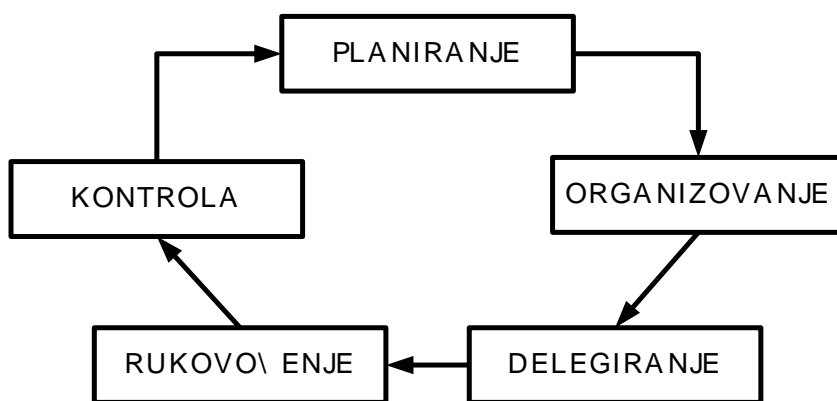 PLANIRANJE
ORGANIZOVANJE
DELEGIRANJE
RUKOVO\ ENJE
KONTROLA